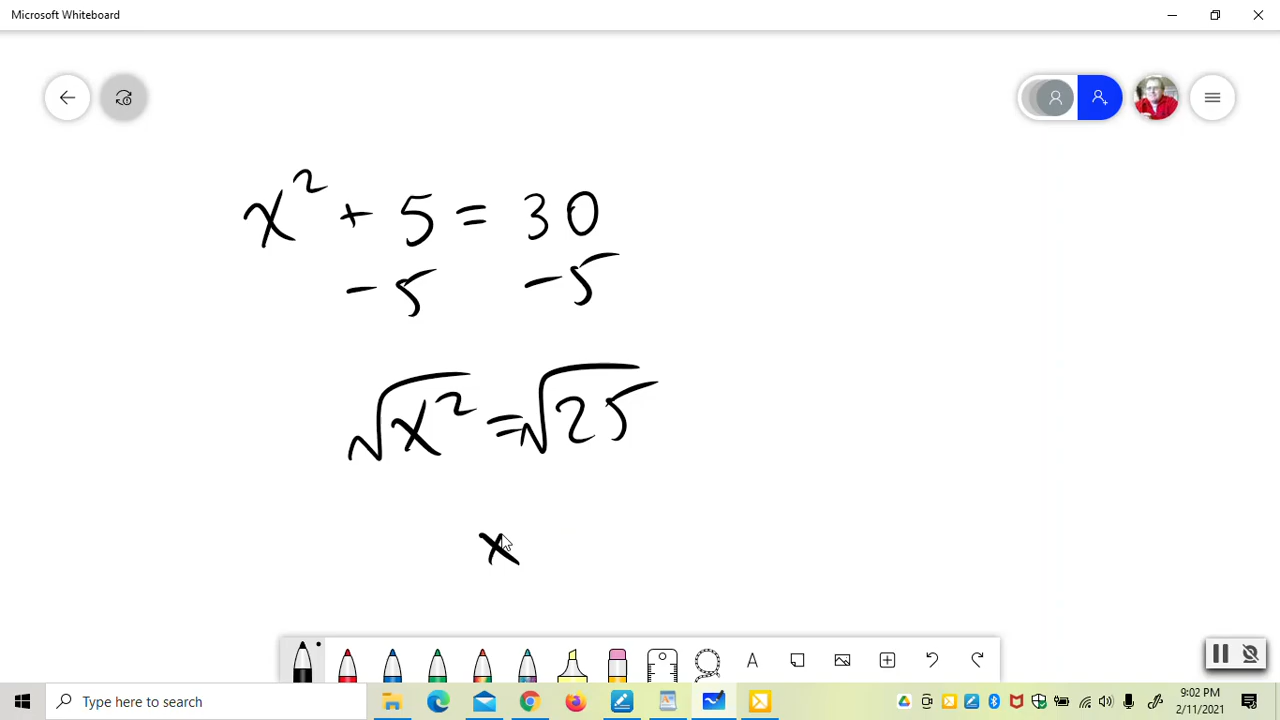 Microsoft Whiteboard
x² + 5 = 30
- 5 - 5
√x² = √25
x
A
Type here to search
9:02 PM
2/11/2021